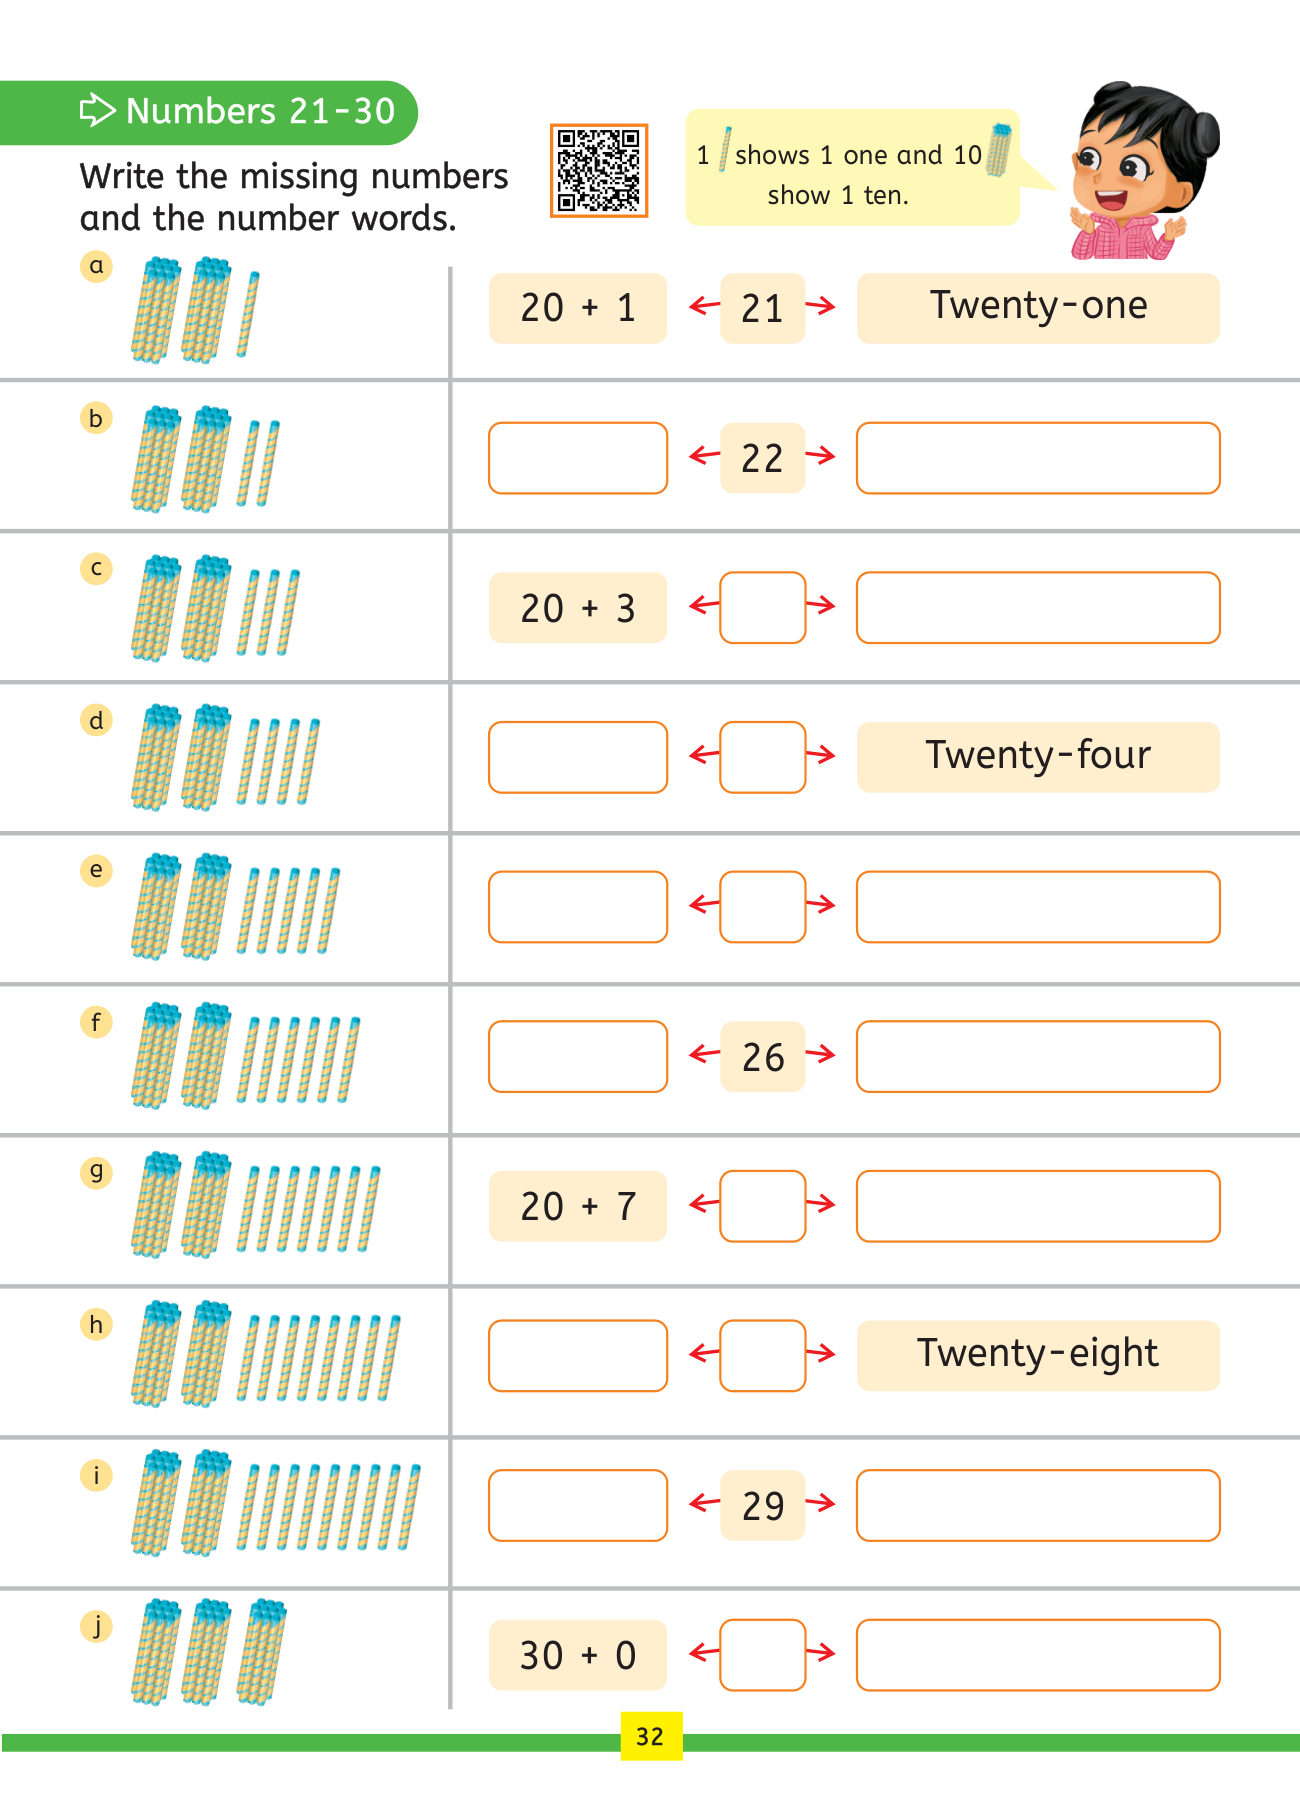 Numbers 21-30
Write the missing numbers
and the number words.
1 shows 1 one and 10
show 1 ten.
a
20 + 1
21
Twenty-one
b
22
c
20 + 3
d
Twenty-four
e
f
26
g
20 + 7
h
Twenty-eight
i
29
j
30 + 0
32